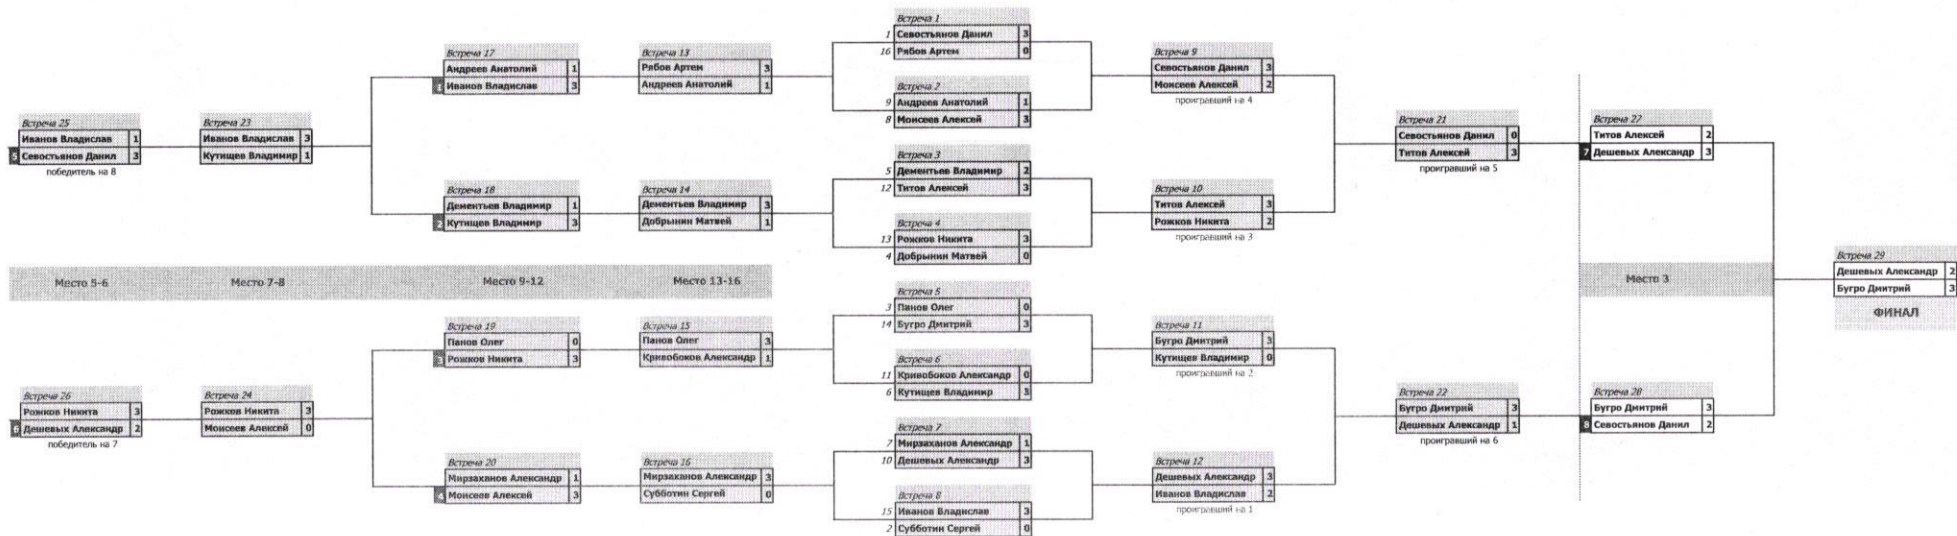 Встреча 25
Иванов Владислав 1
5 Севостьянов Данил 3
победитель на 8
Встреча 23
Иванов Владислав 3
Кутищев Владимир 1
Встреча 17
Андреев Анатолий 1
Иванов Владислав 3
Встреча 18
Дементьев Владимир 1
2 Кутищев Владимир 3
Встреча 13
Рябов Артем 3
Андреев Анатолий 1
Встреча 14
Дементьев Владимир 3
Добрынин Матвей 1
Встреча 1
1 Севостьянов Данил 3
16 Рябов Артем 0
Встреча 2
9 Андреев Анатолий 1
8 Моисеев Алексей 3
Встреча 3
5 Дементьев Владимир 2
12 Титов Алексей 3
Встреча 4
13 Рожков Никита 3
4 Добрынин Матвей 0
Встреча 9
Севостьянов Данил 3
Моисеев Алексей 2
проигравший на 4
Встреча 10
Титов Алексей 3
Рожков Никита 2
проигравший на 3
Встреча 21
Севостьянов Данил 0
Титов Алексей 3
проигравший на 5
Встреча 27
Титов Алексей 2
7 Дешевых Александр 3
Место 5-6
Место 7-8
Место 9-12
Место 13-16
Место 3
Встреча 29
Дешевых Александр 2
Бугро Дмитрий 3
ФИНАЛ
Встреча 26
Рожков Никита 3
6 Дешевых Александр 2
победитель на 7
Встреча 24
Рожков Никита 3
Моисеев Алексей 0
Встреча 19
Панов Олег 0
3 Рожков Никита 3
Встреча 20
Мирзаханов Александр 1
4 Моисеев Алексей 3
Встреча 15
Панов Олег 3
Кривобоков Александр 1
Встреча 16
Мирзаханов Александр 3
Субботин Сергей 0
Встреча 5
3 Панов Олег 0
14 Бугро Дмитрий 3
Встреча 6
11 Кривобоков Александр 0
6 Кутищев Владимир 3
Встреча 7
7 Мирзаханов Александр 1
10 Дешевых Александр 3
Встреча 8
15 Иванов Владислав 3
2 Субботин Сергей 0
Встреча 11
Бугро Дмитрий 3
Кутищев Владимир 0
проигравший на 2
Встреча 12
Дешевых Александр 3
Иванов Владислав 2
проигравший на 1
Встреча 22
Бугро Дмитрий 3
Дешевых Александр 1
проигравший на 6
Встреча 28
Бугро Дмитрий 3
8 Севостьянов Данил 2